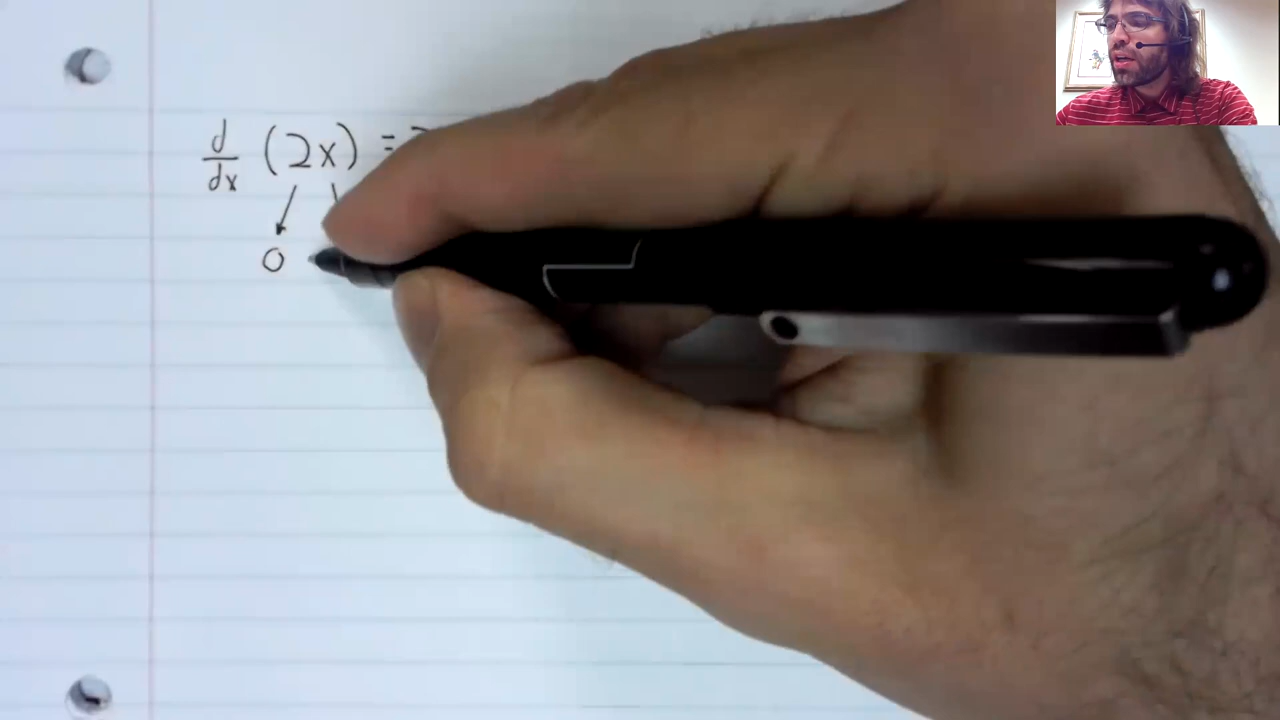 d/dx (2x) =
0